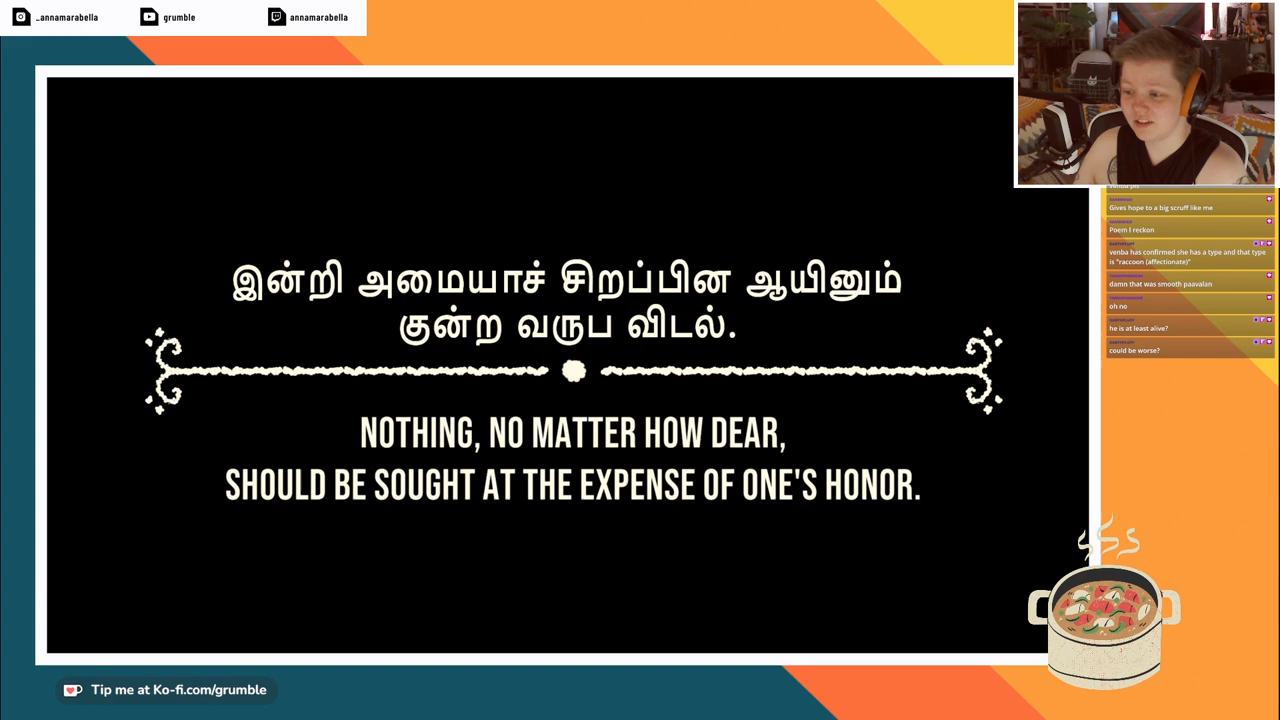 _annamarabella
grumble
annamarabella
இன்றி அமையாச் சிறப்பின ஆயினும்
குன்ற வருப விடல்.
NOTHING, NO MATTER HOW DEAR,
SHOULD BE SOUGHT AT THE EXPENSE OF ONE'S HONOR.
Gives hope to a big scruff like me
Poem I reckon
venba has confirmed she has a type and that type
is "raccoon (affectionate)"
damn that was smooth paavalan
oh no
he is at least alive?
could be worse?
Tip me at Ko-fi.com/grumble